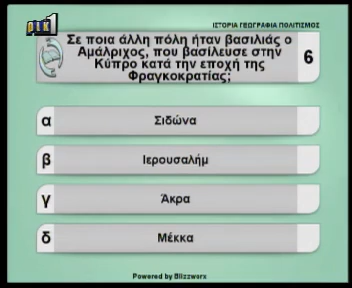 ρικ1
ΙΣΤΟΡΙΑ ΓΕΩΓΡΑΦΙΑ ΠΟΛΙΤΙΣΜΟΣ
Σε ποια άλλη πόλη ήταν βασιλιάς ο
Αμάλριχος, που βασίλευσε στην
Κύπρο κατά την εποχή της
Φραγκοκρατίας;
6
α Σιδώνα
β Ιερουσαλήμ
γ Άκρα
δ Μέκκα
Powered by Blizzworx